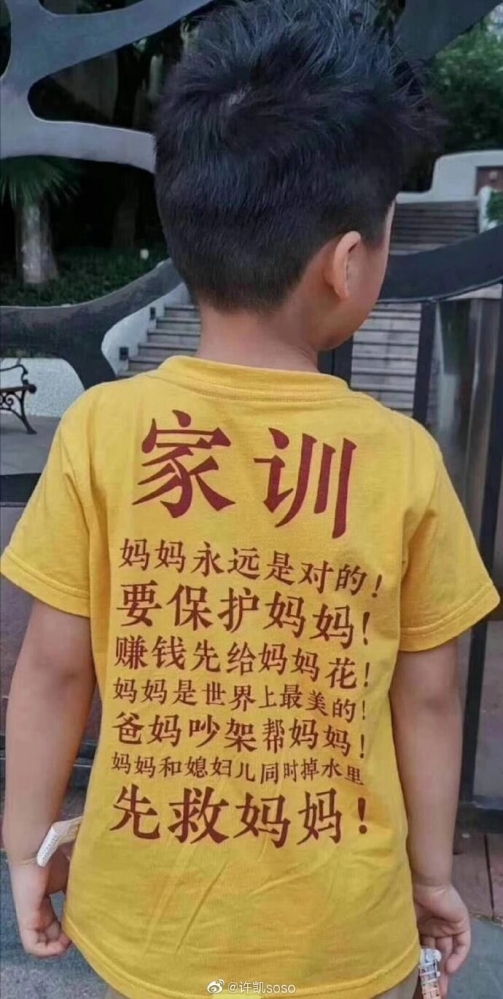 家训
妈妈永远是对的!
要保护妈妈!
赚钱先给妈妈花!
妈妈是世界上最美的!
爸妈吵架帮妈妈!
妈妈和媳妇儿同时掉水里
先救妈妈!
@许凯soso